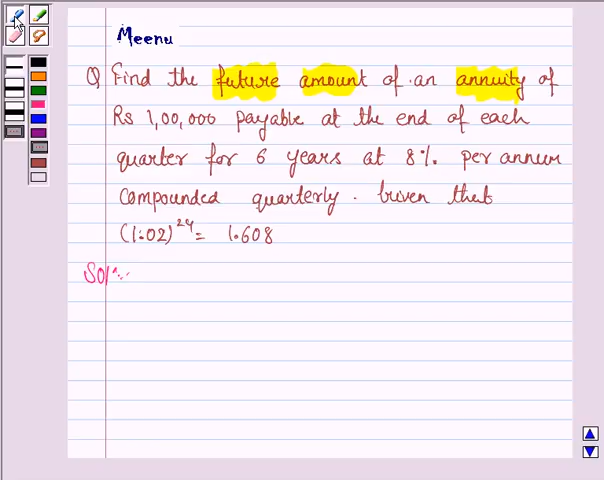 Meenu
Q Find the future amount of an annuity of
Rs 1,00,000 payable at the end of each
quarter for 6 years at 8%. per annum
compounded quarterly. Given that
(1.02)^24 = 1.608
Sol:-